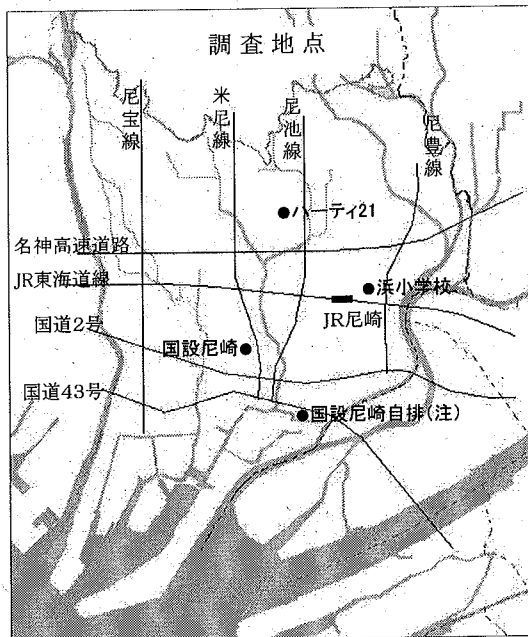 調査地点
尼宝線
米尼線
尼池線
尼豊線
ハーティ21
名神高速道路
JR東海道線
浜小学校
国道2号
JR尼崎
国設尼崎
国道43号
国設尼崎自排(注)